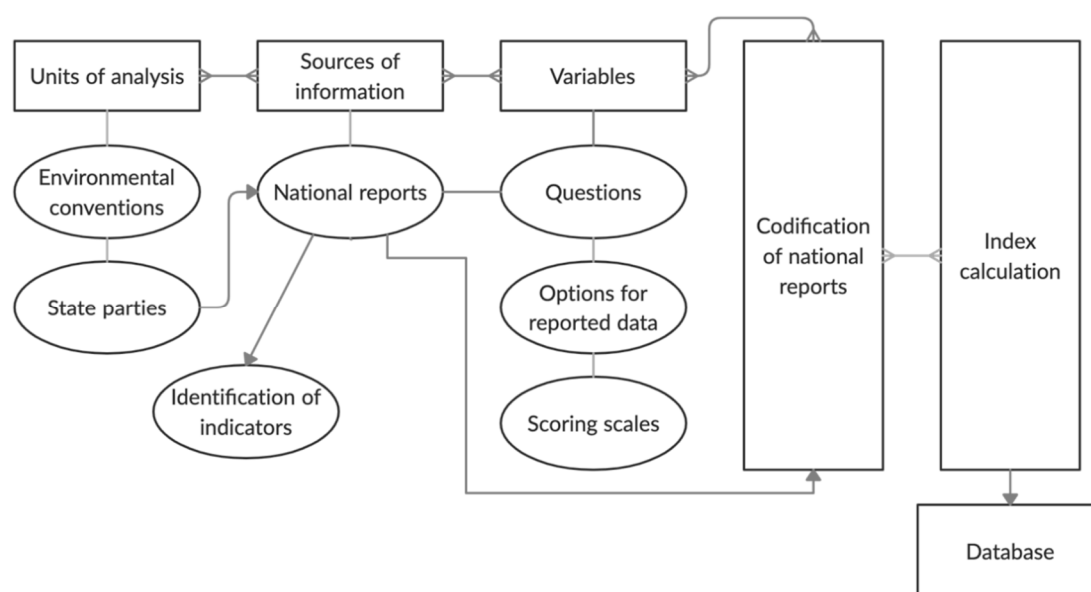 Units of analysis
Sources of
information
Variables
Environmental
conventions
National reports
Questions
State parties
Options for
reported data
Identification of
indicators
Scoring scales
Codification
of national
reports
Index
calculation
Database